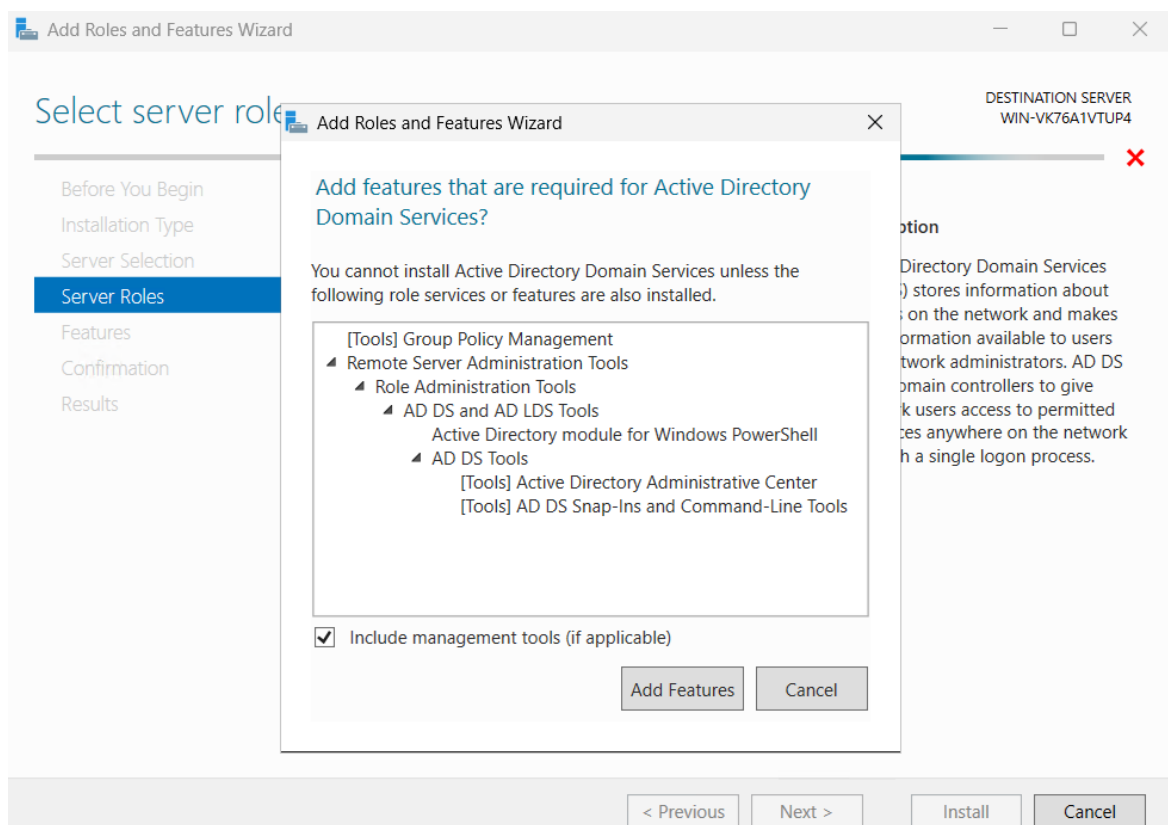 Add Roles and Features Wizard
Select server role
DESTINATION SERVER
WIN-VK76A1VTUP4
Before You Begin
Installation Type
Server Selection
Server Roles
Features
Confirmation
Results
Add Roles and Features Wizard
Add features that are required for Active Directory
Domain Services?
You cannot install Active Directory Domain Services unless the
following role services or features are also installed.
[Tools] Group Policy Management
Remote Server Administration Tools
Role Administration Tools
AD DS and AD LDS Tools
Active Directory module for Windows PowerShell
AD DS Tools
[Tools] Active Directory Administrative Center
[Tools] AD DS Snap-Ins and Command-Line Tools
Include management tools (if applicable)
Add Features
Cancel
ption
Directory Domain Services
) stores information about
on the network and makes
ormation available to users
twork administrators. AD DS
omain controllers to give
k users access to permitted
ces anywhere on the network
h a single logon process.
< Previous
Next >
Install
Cancel